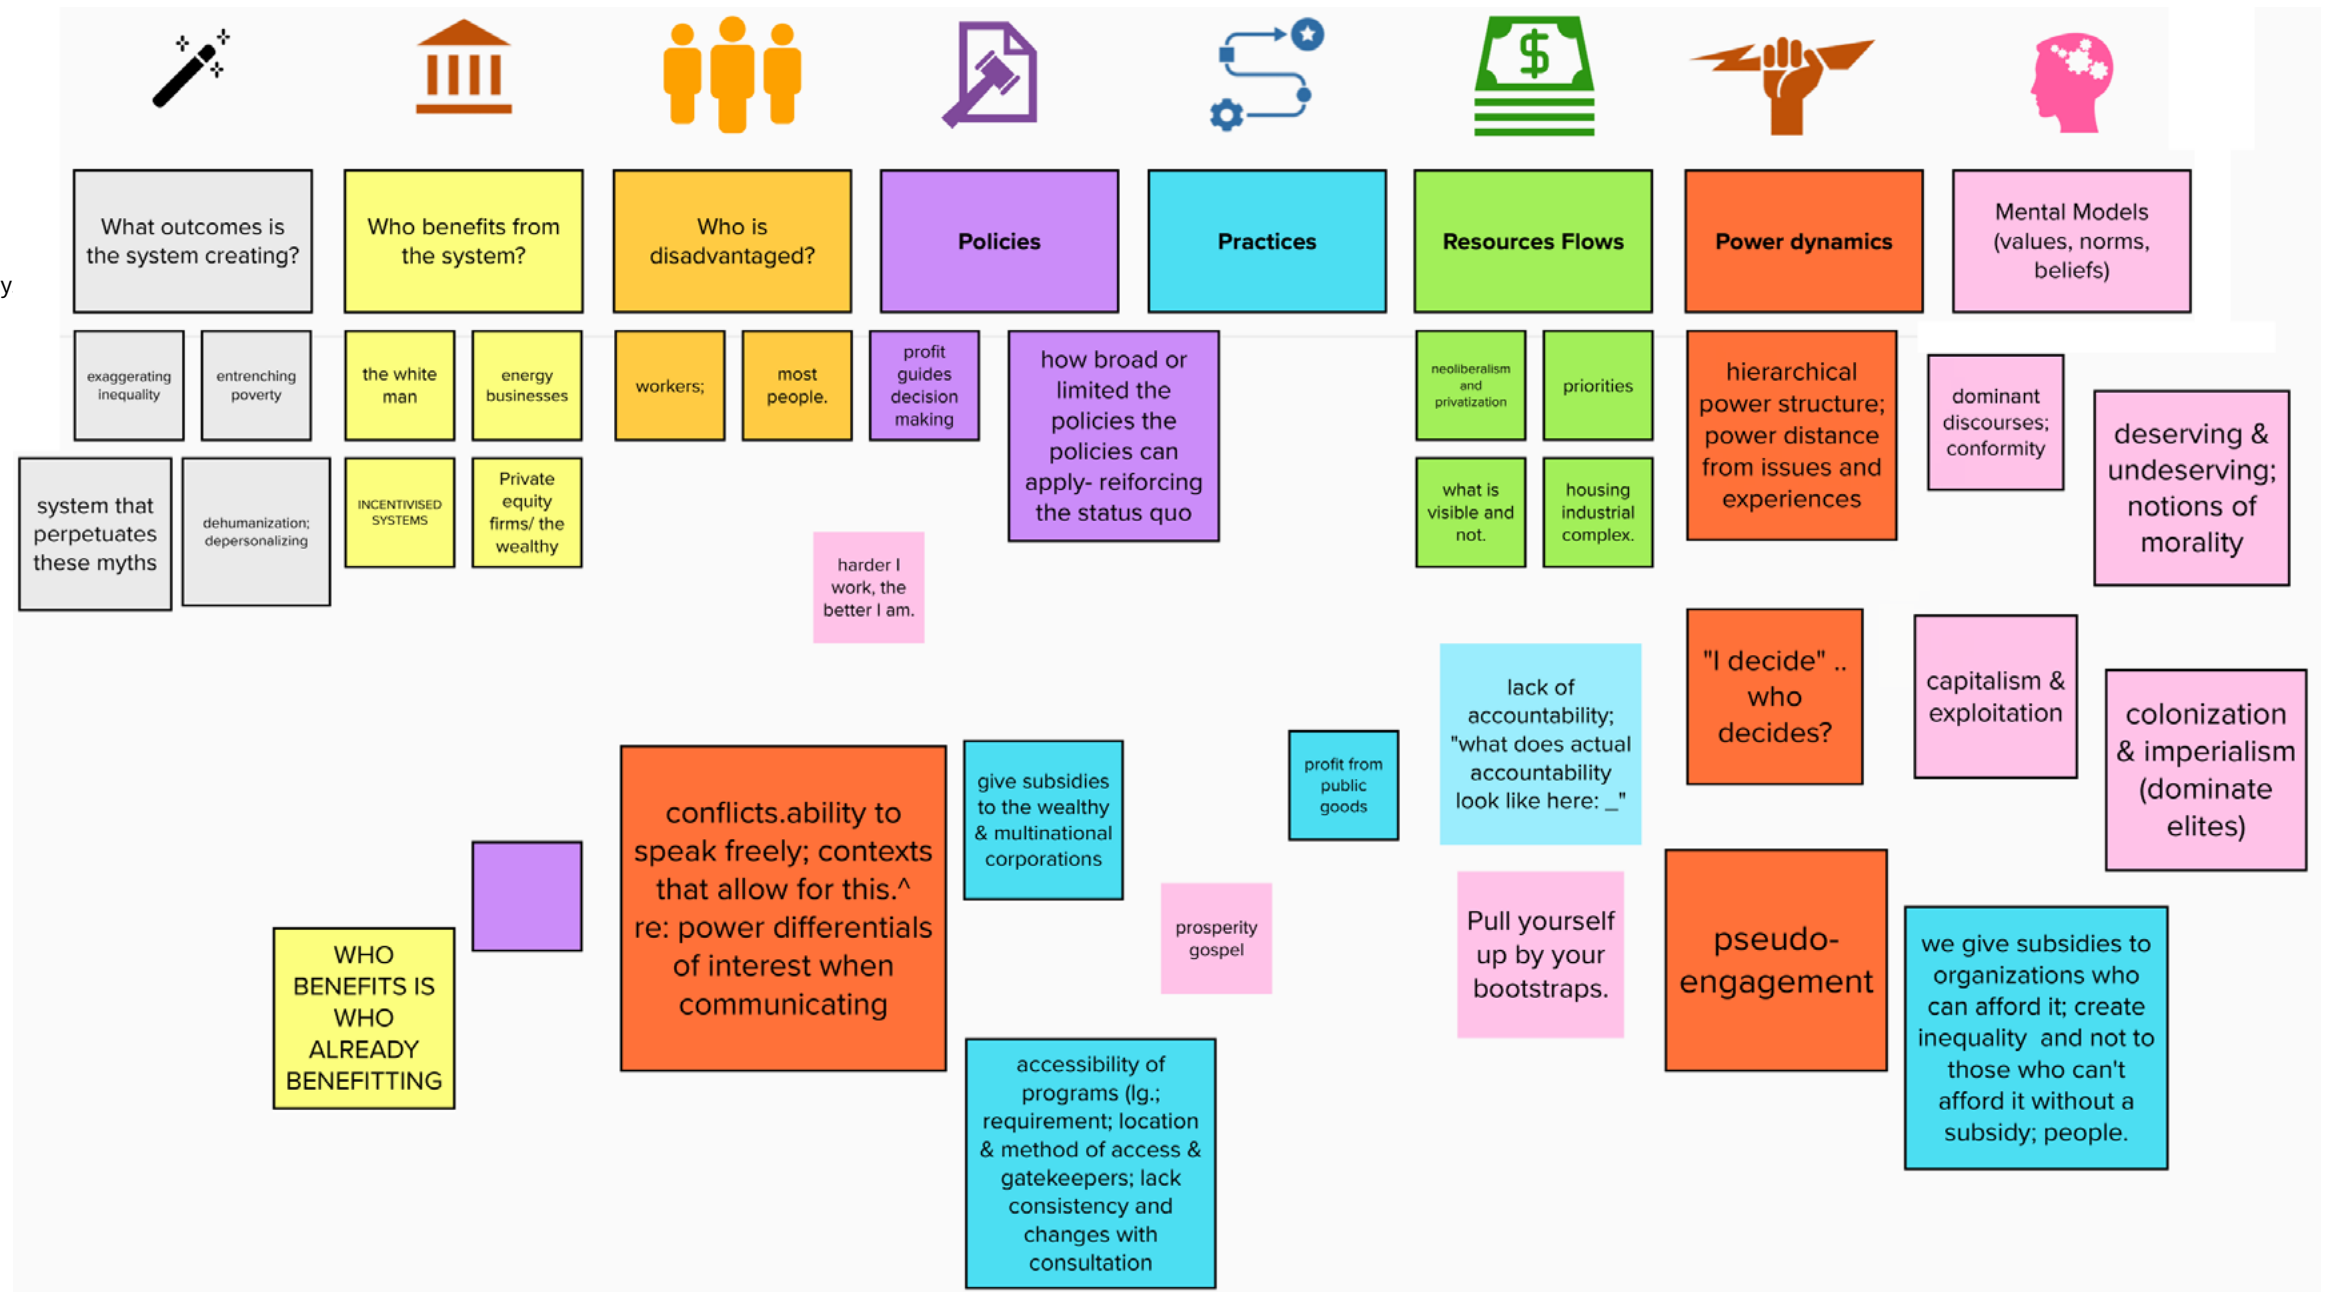 What outcomes is
the system creating?
Who benefits from
the system?
Who is
disadvantaged?
Policies
Practices
Resources Flows
Power dynamics
Mental Models
(values, norms,
beliefs)
y
exaggerating
inequality
entrenching
poverty
the white
man
energy
businesses
workers;
most
people.
profit
guides
decision
making
how broad or
limited the
policies the
policies can
apply- reiforcing
the status quo
neoliberalism
and
privatization
priorities
hierarchical
power structure;
power distance
from issues and
experiences
dominant
discourses;
conformity
deserving &
undeserving;
notions of
morality
system that
perpetuates
these myths
dehumanization;
depersonalizing
INCENTIVISED
SYSTEMS
Private
equity
firms/ the
wealthy
what is
visible and
not.
housing
industrial
complex.
harder I
work, the
better I am.
lack of
accountability;
"what does actual
accountability
look like here: _"
"I decide" ..
who
decides?
capitalism &
exploitation
colonization
& imperialism
(dominate
elites)
conflicts.ability to
speak freely; contexts
that allow for this.^
re: power differentials
of interest when
communicating
give subsidies
to the wealthy
& multinational
corporations
profit from
public
goods
prosperity
gospel
Pull yourself
up by your
bootstraps.
pseudo-
engagement
we give subsidies to
organizations who
can afford it; create
inequality  and not to
those who can't
afford it without a
subsidy; people.
WHO
BENEFITS IS
WHO
ALREADY
BENEFITTING
accessibility of
programs (lg.;
requirement; location
& method of access &
gatekeepers; lack
consistency and
changes with
consultation